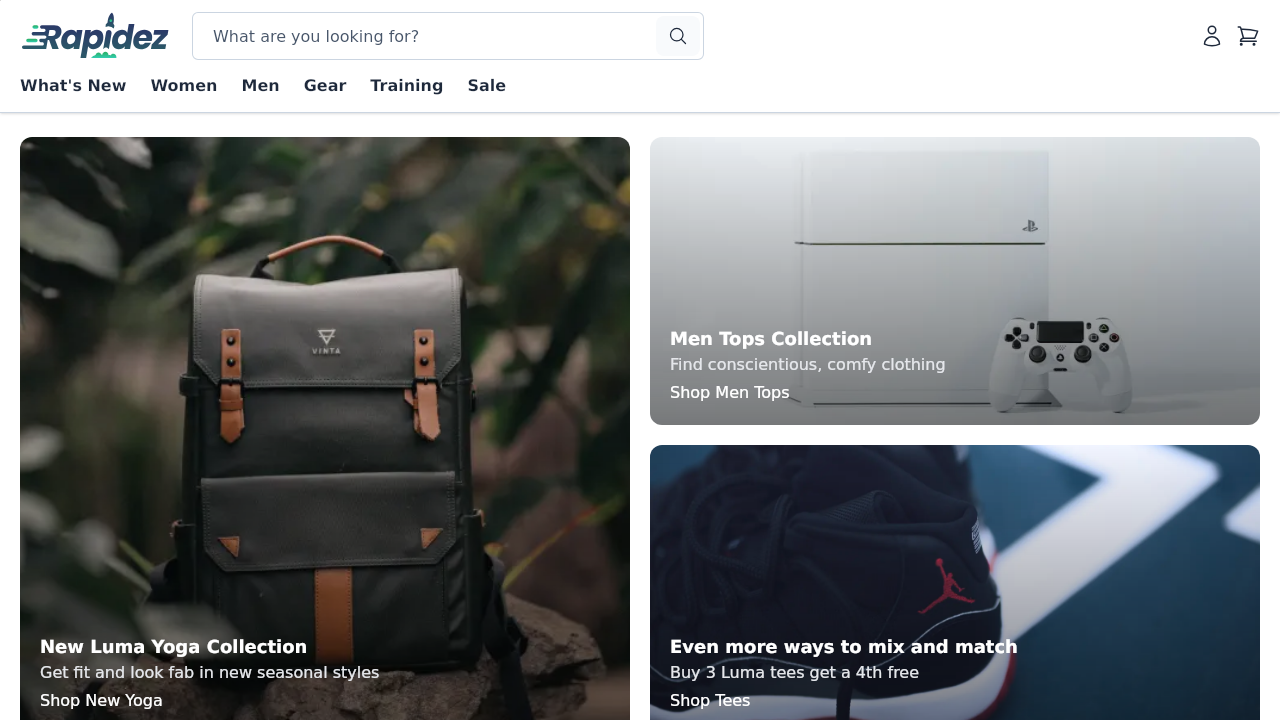 Rapidez
What are you looking for?
What's New
Women
Men
Gear
Training
Sale
VINTA
New Luma Yoga Collection
Get fit and look fab in new seasonal styles
Shop New Yoga
Men Tops Collection
Find conscientious, comfy clothing
Shop Men Tops
Even more ways to mix and match
Buy 3 Luma tees get a 4th free
Shop Tees